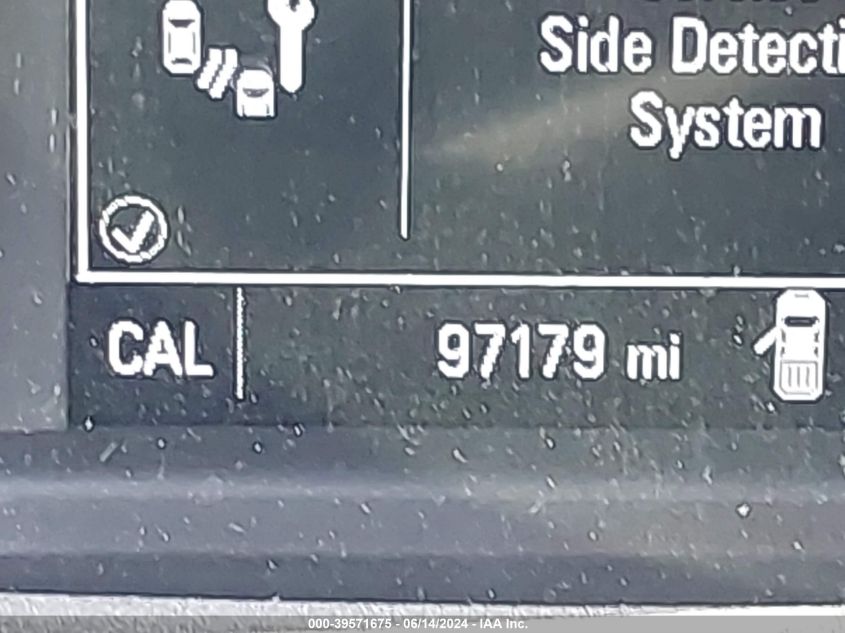 Side Detecti
System
CAL
97179 mi
000-39571675 - 06/14/2024 - IAA Inc.